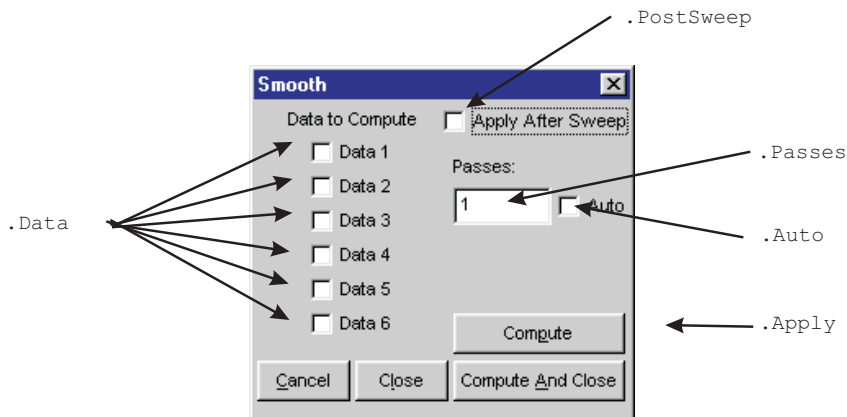 .PostSweep
Smooth
Data to Compute
Apply After Sweep
Data 1
Passes:
.Passes
Data 2
1
Auto
.Data
Data 3
.Auto
Data 4
Data 5
Data 6
Compute
.Apply
Cancel
Close
Compute And Close